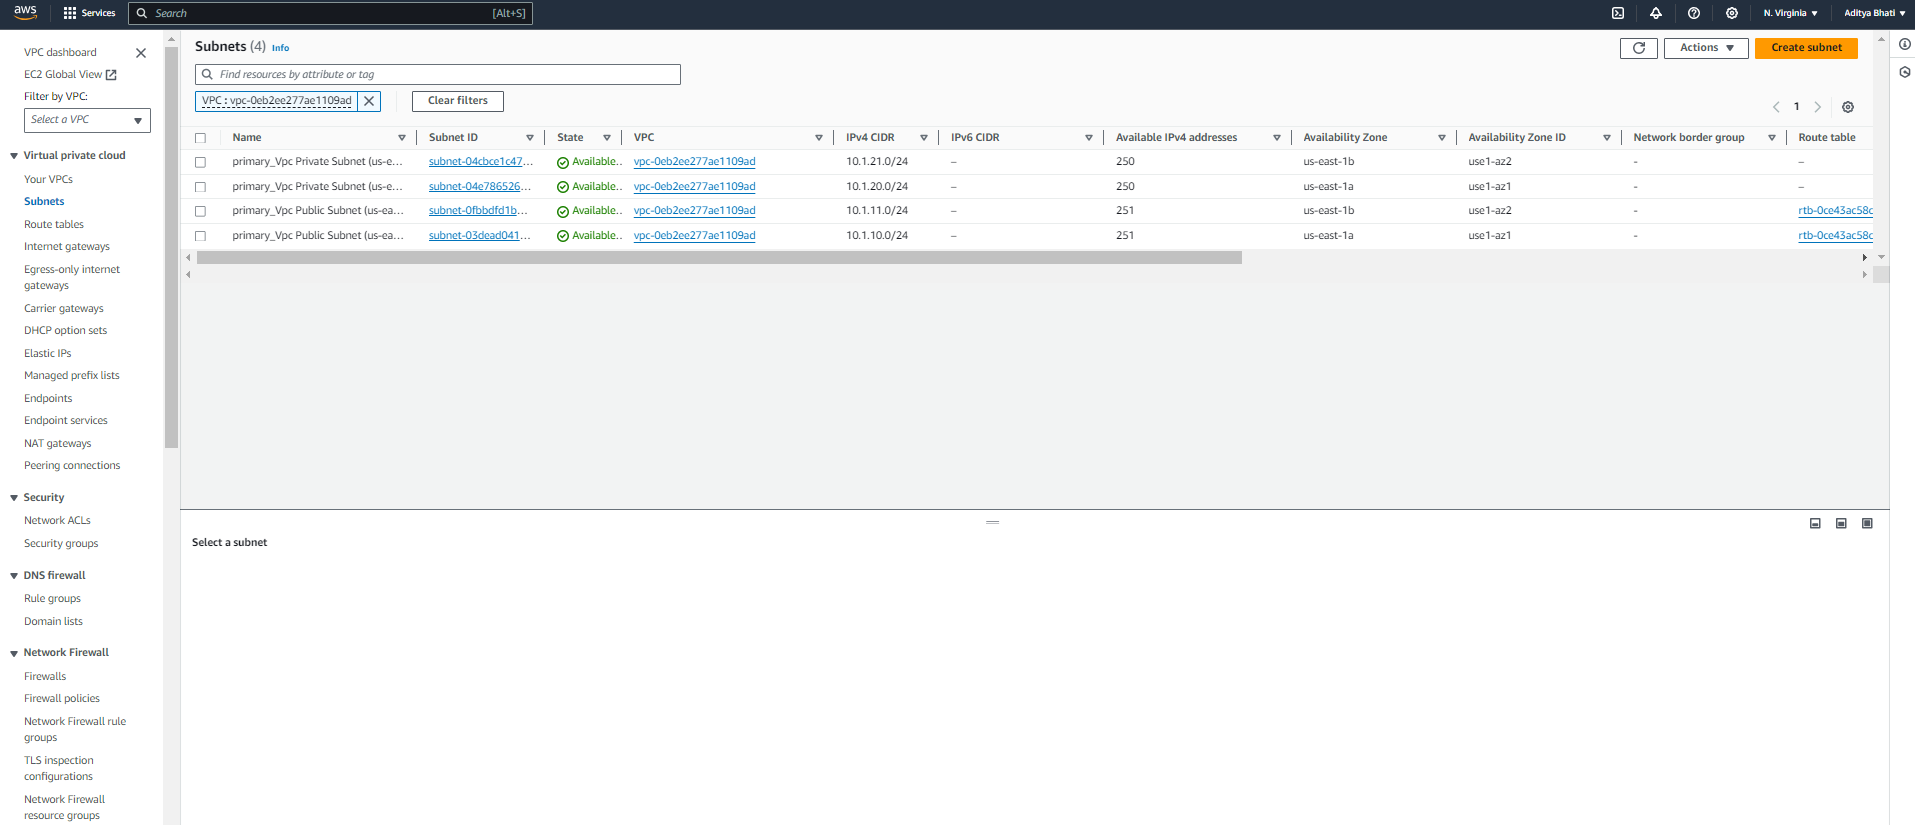 aws
Services
Search
[Alt+S]
N. Virginia
Aditya Bhati
VPC dashboard
EC2 Global View
Filter by VPC:
Select a VPC
Virtual private cloud
Your VPCs
Subnets
Route tables
Internet gateways
Egress-only internet
gateways
Carrier gateways
DHCP option sets
Elastic IPs
Managed prefix lists
Endpoints
Endpoint services
NAT gateways
Peering connections
Security
Network ACLs
Security groups
DNS firewall
Rule groups
Domain lists
Network Firewall
Firewalls
Firewall policies
Network Firewall rule
groups
TLS inspection
configurations
Network Firewall
resource groups
Subnets (4) Info
Actions
Create subnet
Find resources by attribute or tag
VPC : vpc-0eb2ee277ae1109ad
Clear filters
1
Name Subnet ID State VPC IPv4 CIDR IPv6 CIDR Available IPv4 addresses Availability Zone Availability Zone ID Network border group Route table
primary_Vpc Private Subnet (us-e... subnet-04cbce1c47... Available.. vpc-0eb2ee277ae1109ad 10.1.21.0/24 – 250 us-east-1b use1-az2 - –
primary_Vpc Private Subnet (us-e... subnet-04e786526... Available.. vpc-0eb2ee277ae1109ad 10.1.20.0/24 – 250 us-east-1a use1-az1 - –
primary_Vpc Public Subnet (us-ea... subnet-0fbbdfd1b... Available.. vpc-0eb2ee277ae1109ad 10.1.11.0/24 – 251 us-east-1b use1-az2 - rtb-0ce43ac58c
primary_Vpc Public Subnet (us-ea... subnet-03dead041... Available.. vpc-0eb2ee277ae1109ad 10.1.10.0/24 – 251 us-east-1a use1-az1 - rtb-0ce43ac58c
Select a subnet